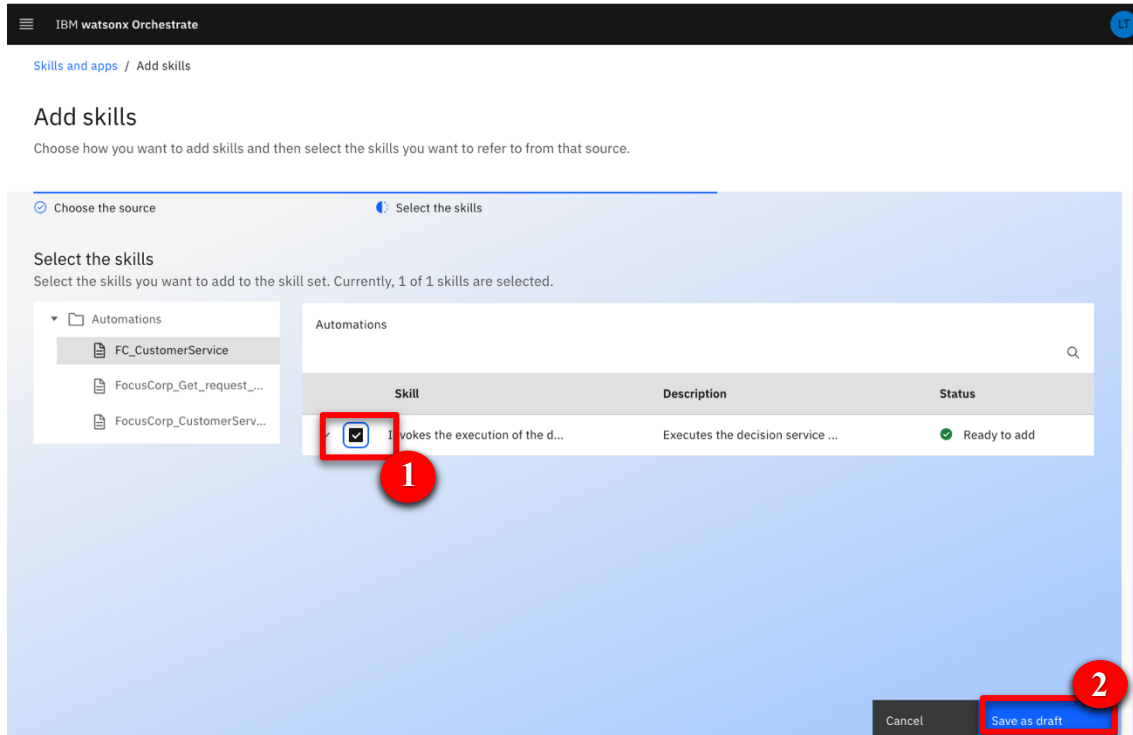 IBM watsonx Orchestrate
LT
Skills and apps / Add skills
Add skills
Choose how you want to add skills and then select the skills you want to refer to from that source.
Choose the source
Select the skills
Select the skills
Select the skills you want to add to the skill set. Currently, 1 of 1 skills are selected.
Automations
FC_CustomerService
FocusCorp_Get_request_...
FocusCorp_CustomerServ...
Automations
Skill Description Status
vokes the execution of the d... Executes the decision service ... Ready to add
1
2
Cancel Save as draft